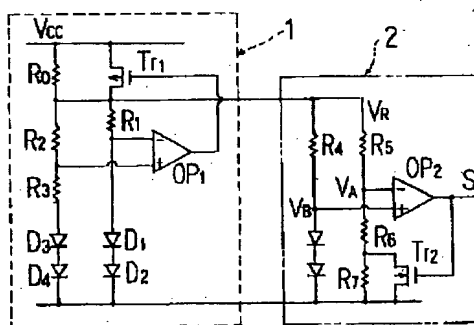 1
2
Vcc
R0
Tr1
R1
R2
OP1
R3
D3
D1
D4
D2
VR
R4
R5
OP2
S
VA
VB
R6
Tr2
R7
-
+
-
+